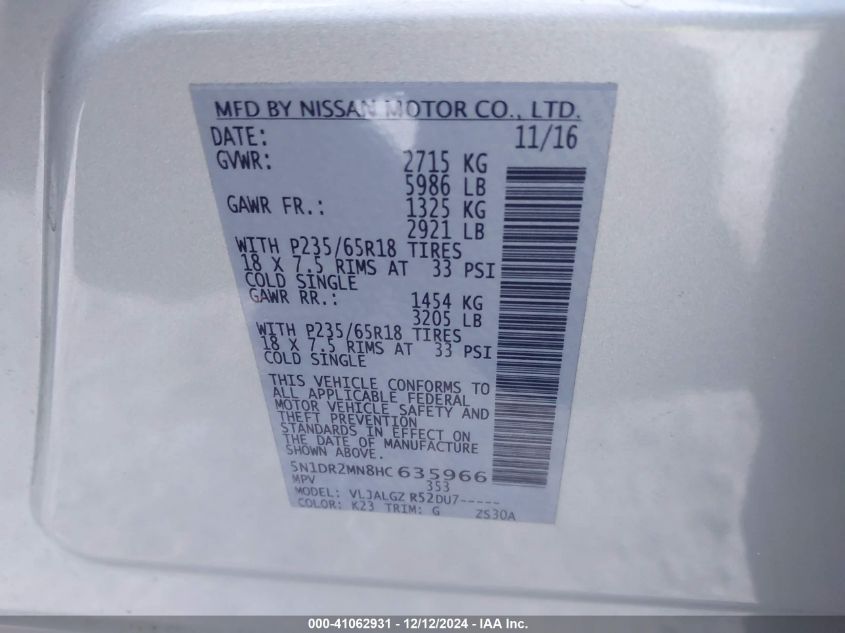 MFD BY NISSAN MOTOR CO., LTD.
DATE: 11/16
GVWR: 2715 KG
5986 LB
GAWR FR.: 1325 KG
2921 LB
WITH P235/65R18 TIRES
18 X 7.5 RIMS AT 33 PSI
COLD SINGLE
GAWR RR.: 1454 KG
3205 LB
WITH P235/65R18 TIRES
18 X 7.5 RIMS AT 33 PSI
COLD SINGLE
THIS VEHICLE CONFORMS TO
ALL APPLICABLE FEDERAL
MOTOR VEHICLE SAFETY AND
THEFT PREVENTION
STANDARDS IN EFFECT ON
THE DATE OF MANUFACTURE
SHOWN ABOVE.
5N1DR2MN8HC 635966
MPV 353
MODEL: VLJALGZ R52DU7-----
COLOR: K23 TRIM: G ZS30A
000-41062931 - 12/12/2024 - IAA Inc.